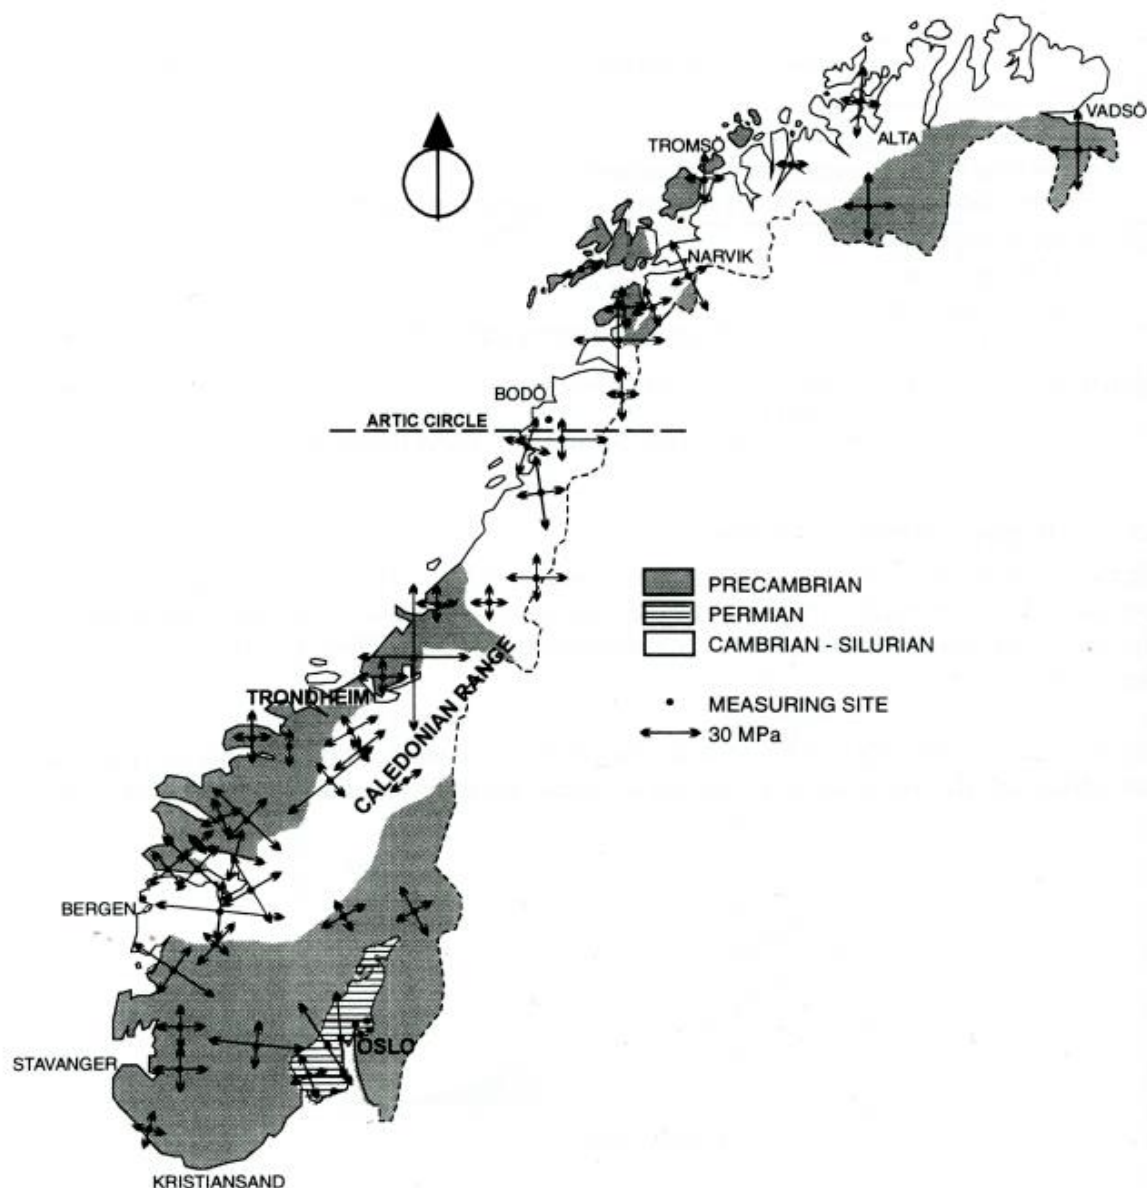 VADSÖ
ALTA
TROMSÖ
NARVIK
BODÖ
ARTIC CIRCLE
PRECAMBRIAN
PERMIAN
CAMBRIAN - SILURIAN
MEASURING SITE
30 MPa
TRONDHEIM
CALEDONIAN RANGE
BERGEN
OSLO
STAVANGER
KRISTIANSAND